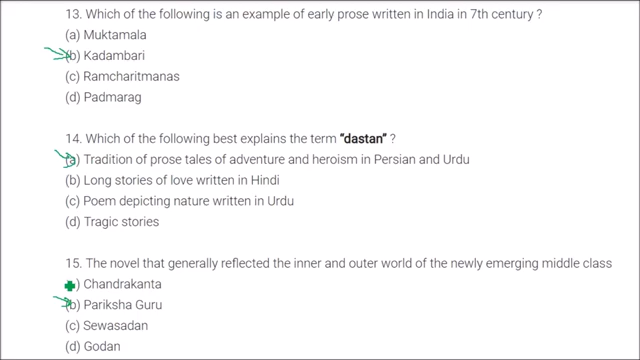 13. Which of the following is an example of early prose written in India in 7th century ?
(a) Muktamala
(b) Kadambari
(c) Ramcharitmanas
(d) Padmarag
14. Which of the following best explains the term “dastan” ?
(a) Tradition of prose tales of adventure and heroism in Persian and Urdu
(b) Long stories of love written in Hindi
(c) Poem depicting nature written in Urdu
(d) Tragic stories
15. The novel that generally reflected the inner and outer world of the newly emerging middle class
) Chandrakanta
(b) Pariksha Guru
(c) Sewasadan
(d) Godan